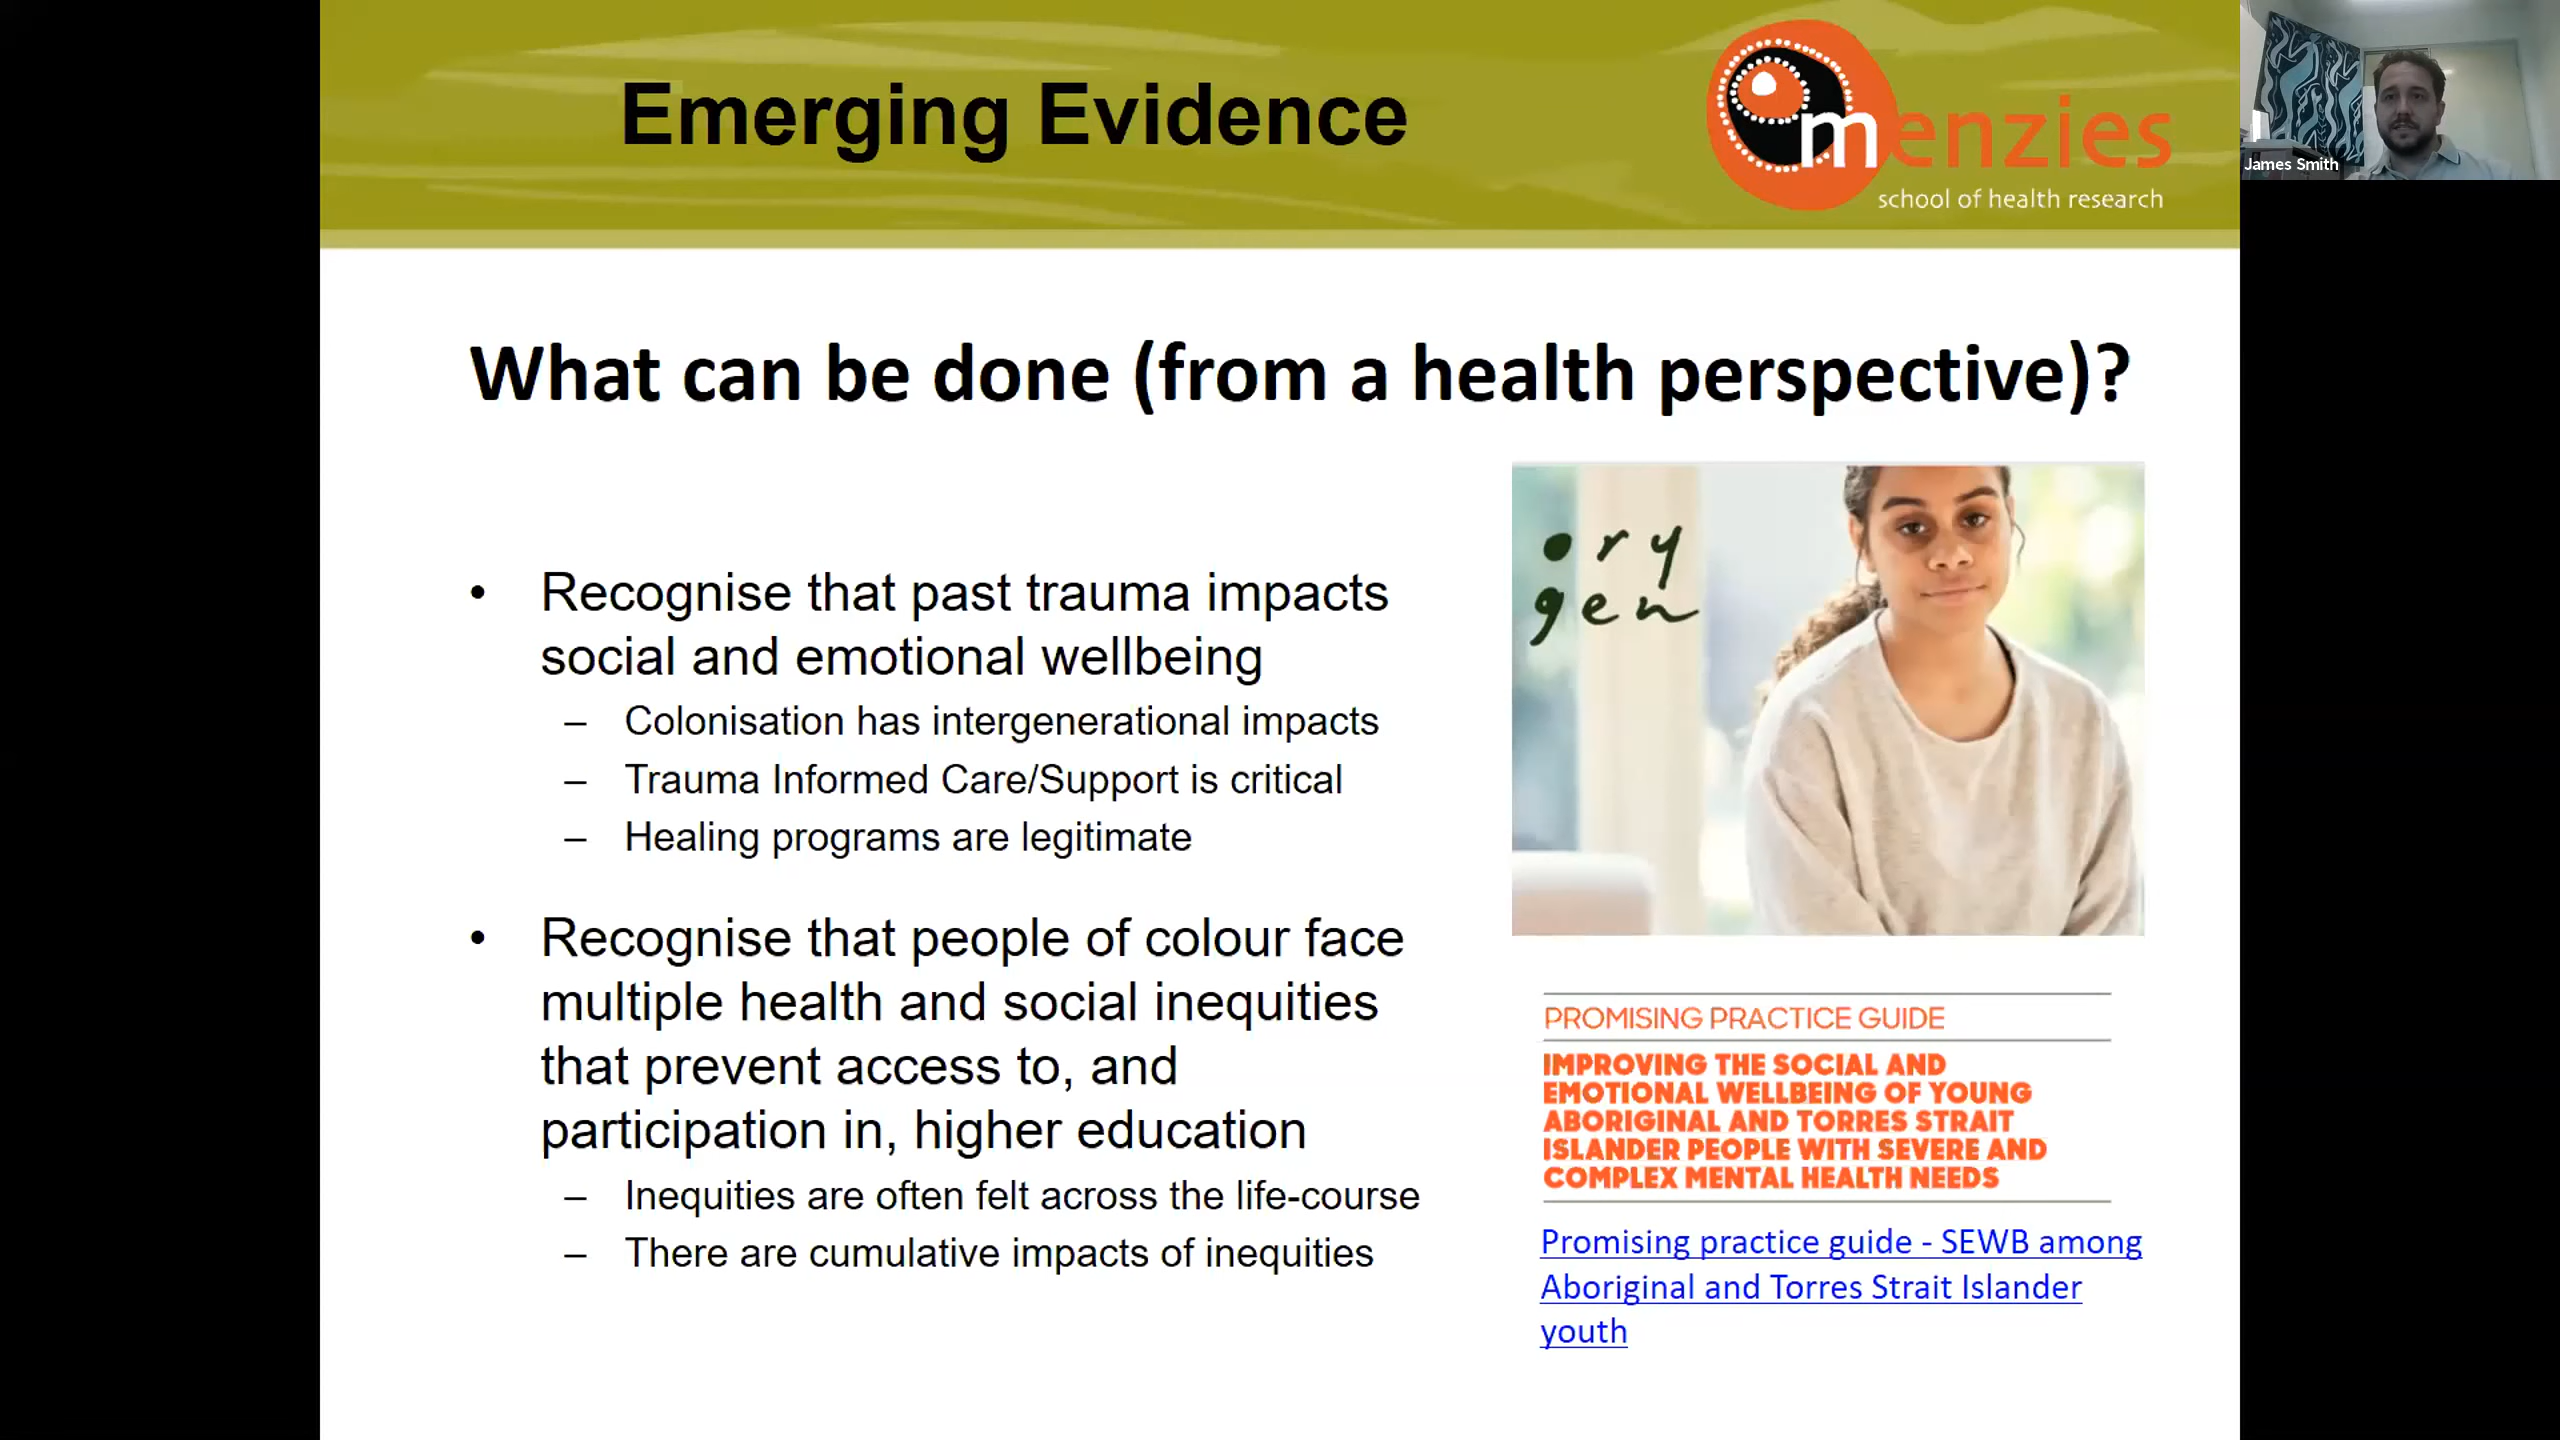 Emerging Evidence
menzies
school of health research
James Smith
What can be done (from a health perspective)?
• Recognise that past trauma impacts
social and emotional wellbeing
– Colonisation has intergenerational impacts
– Trauma Informed Care/Support is critical
– Healing programs are legitimate
• Recognise that people of colour face
multiple health and social inequities
that prevent access to, and
participation in, higher education
– Inequities are often felt across the life-course
– There are cumulative impacts of inequities
ory
gen
PROMISING PRACTICE GUIDE
IMPROVING THE SOCIAL AND
EMOTIONAL WELLBEING OF YOUNG
ABORIGINAL AND TORRES STRAIT
ISLANDER PEOPLE WITH SEVERE AND
COMPLEX MENTAL HEALTH NEEDS
Promising practice guide - SEWB among
Aboriginal and Torres Strait Islander
youth